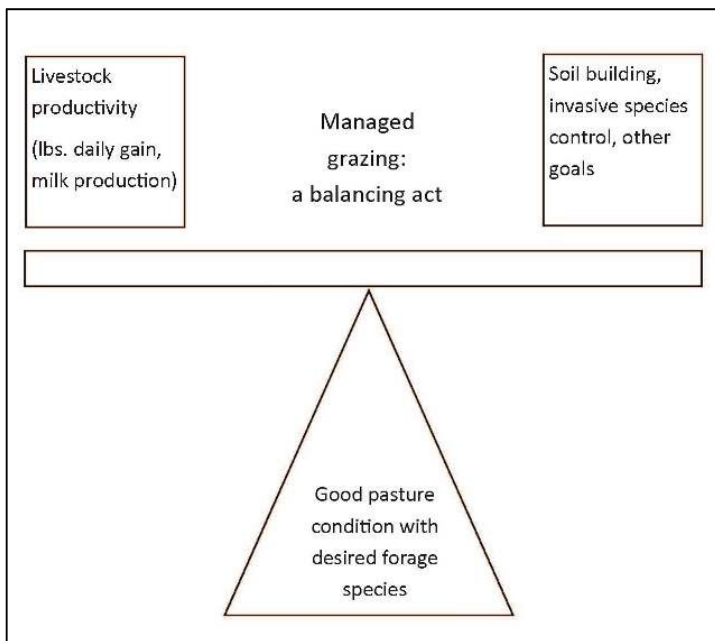 Livestock
productivity
(lbs. daily gain,
milk production)
Managed
grazing:
a balancing act
Soil building,
invasive species
control, other
goals
Good pasture
condition with
desired forage
species